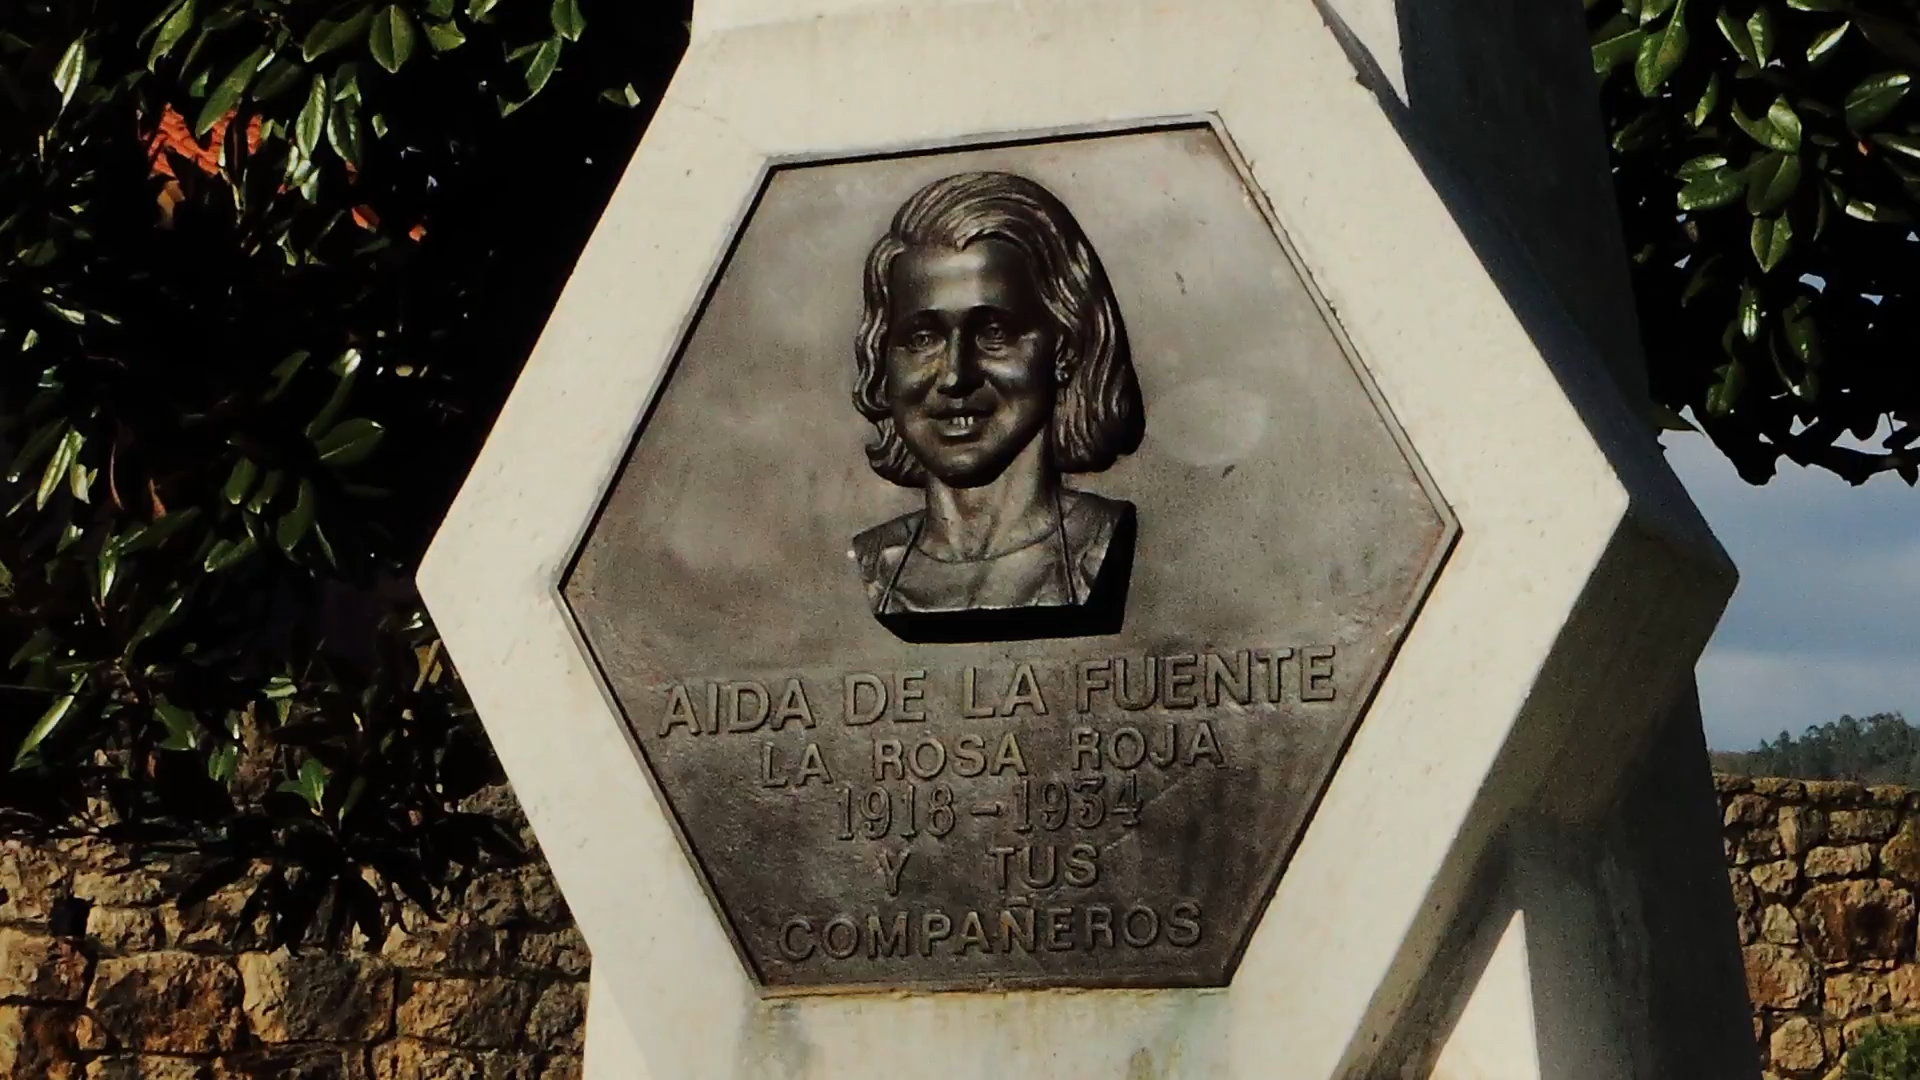 AIDA DE LA FUENTE
LA ROSA ROJA
1918-1934
Y TUS
COMPAÑEROS